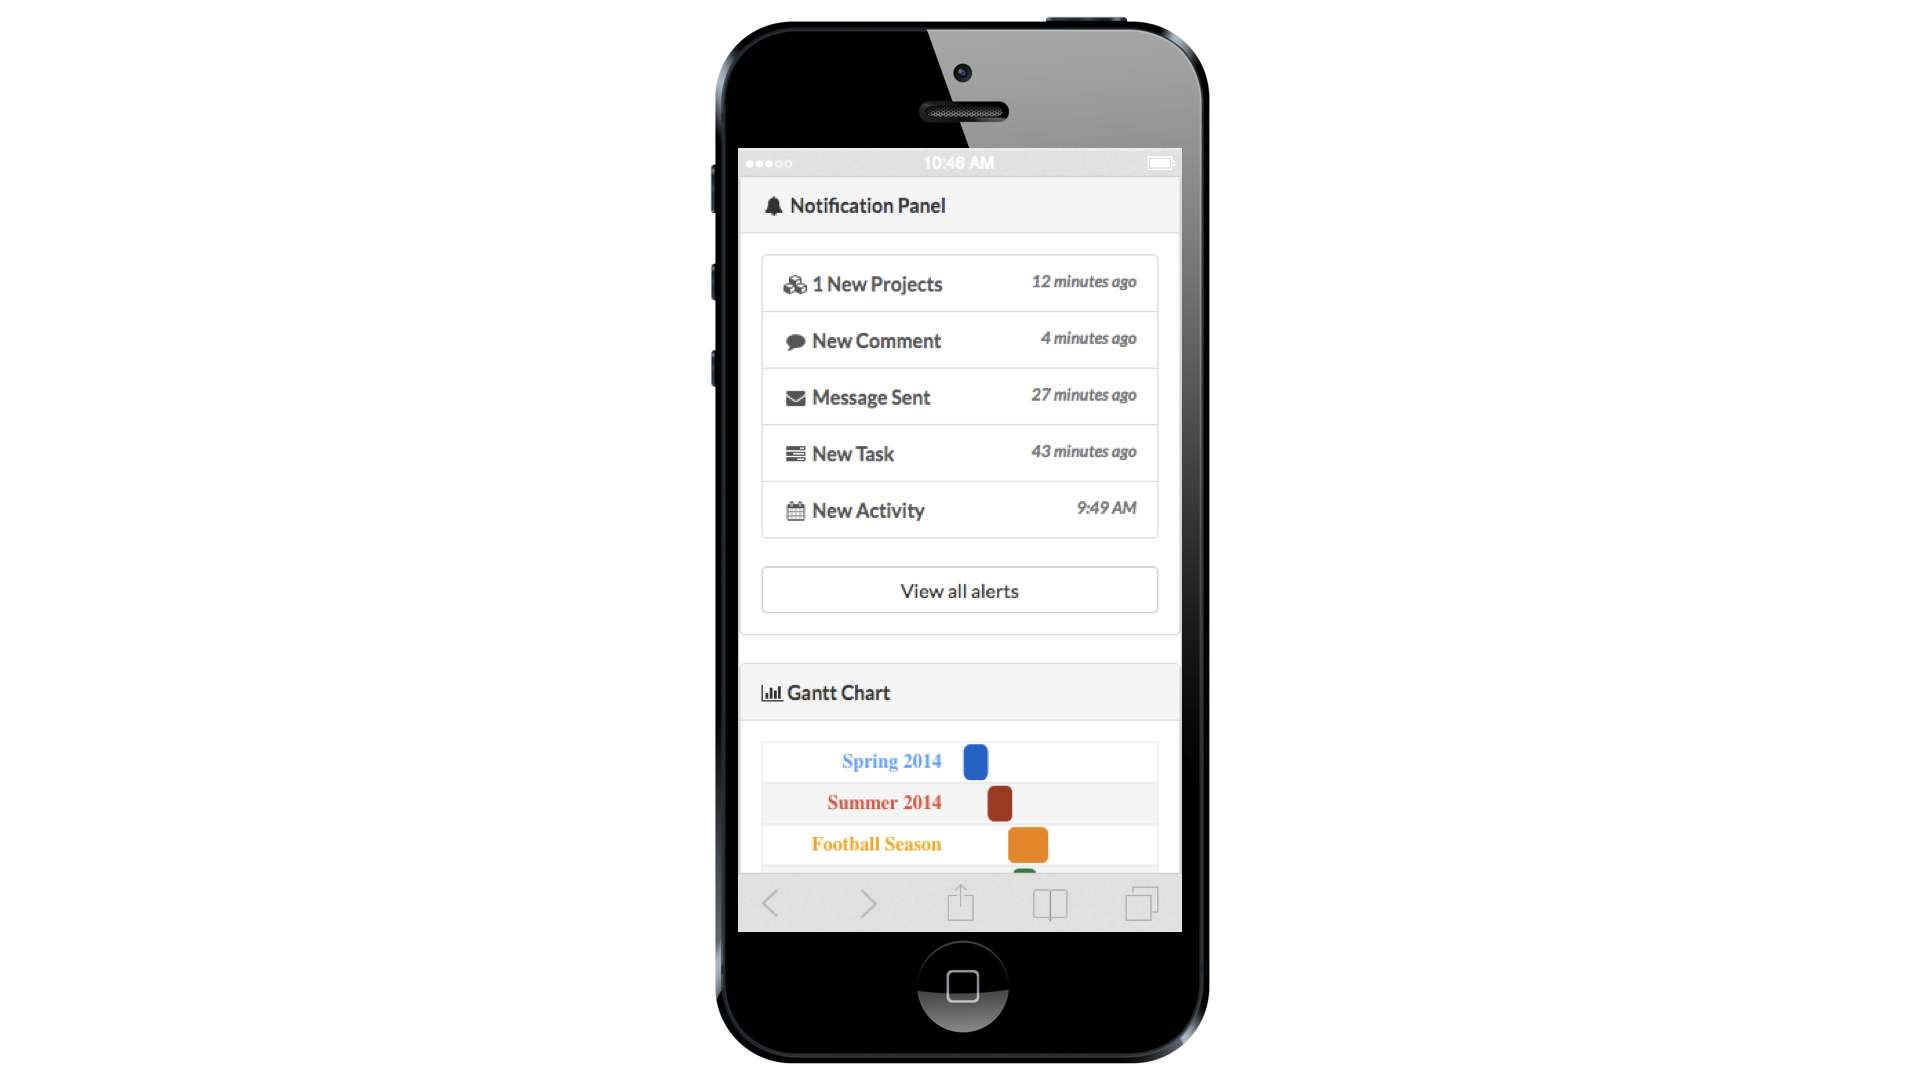 10:46 AM
Notification Panel
1 New Projects 12 minutes ago
New Comment 4 minutes ago
Message Sent 27 minutes ago
New Task 43 minutes ago
New Activity 9:49 AM
View all alerts
Gantt Chart
Spring 2014
Summer 2014
Football Season